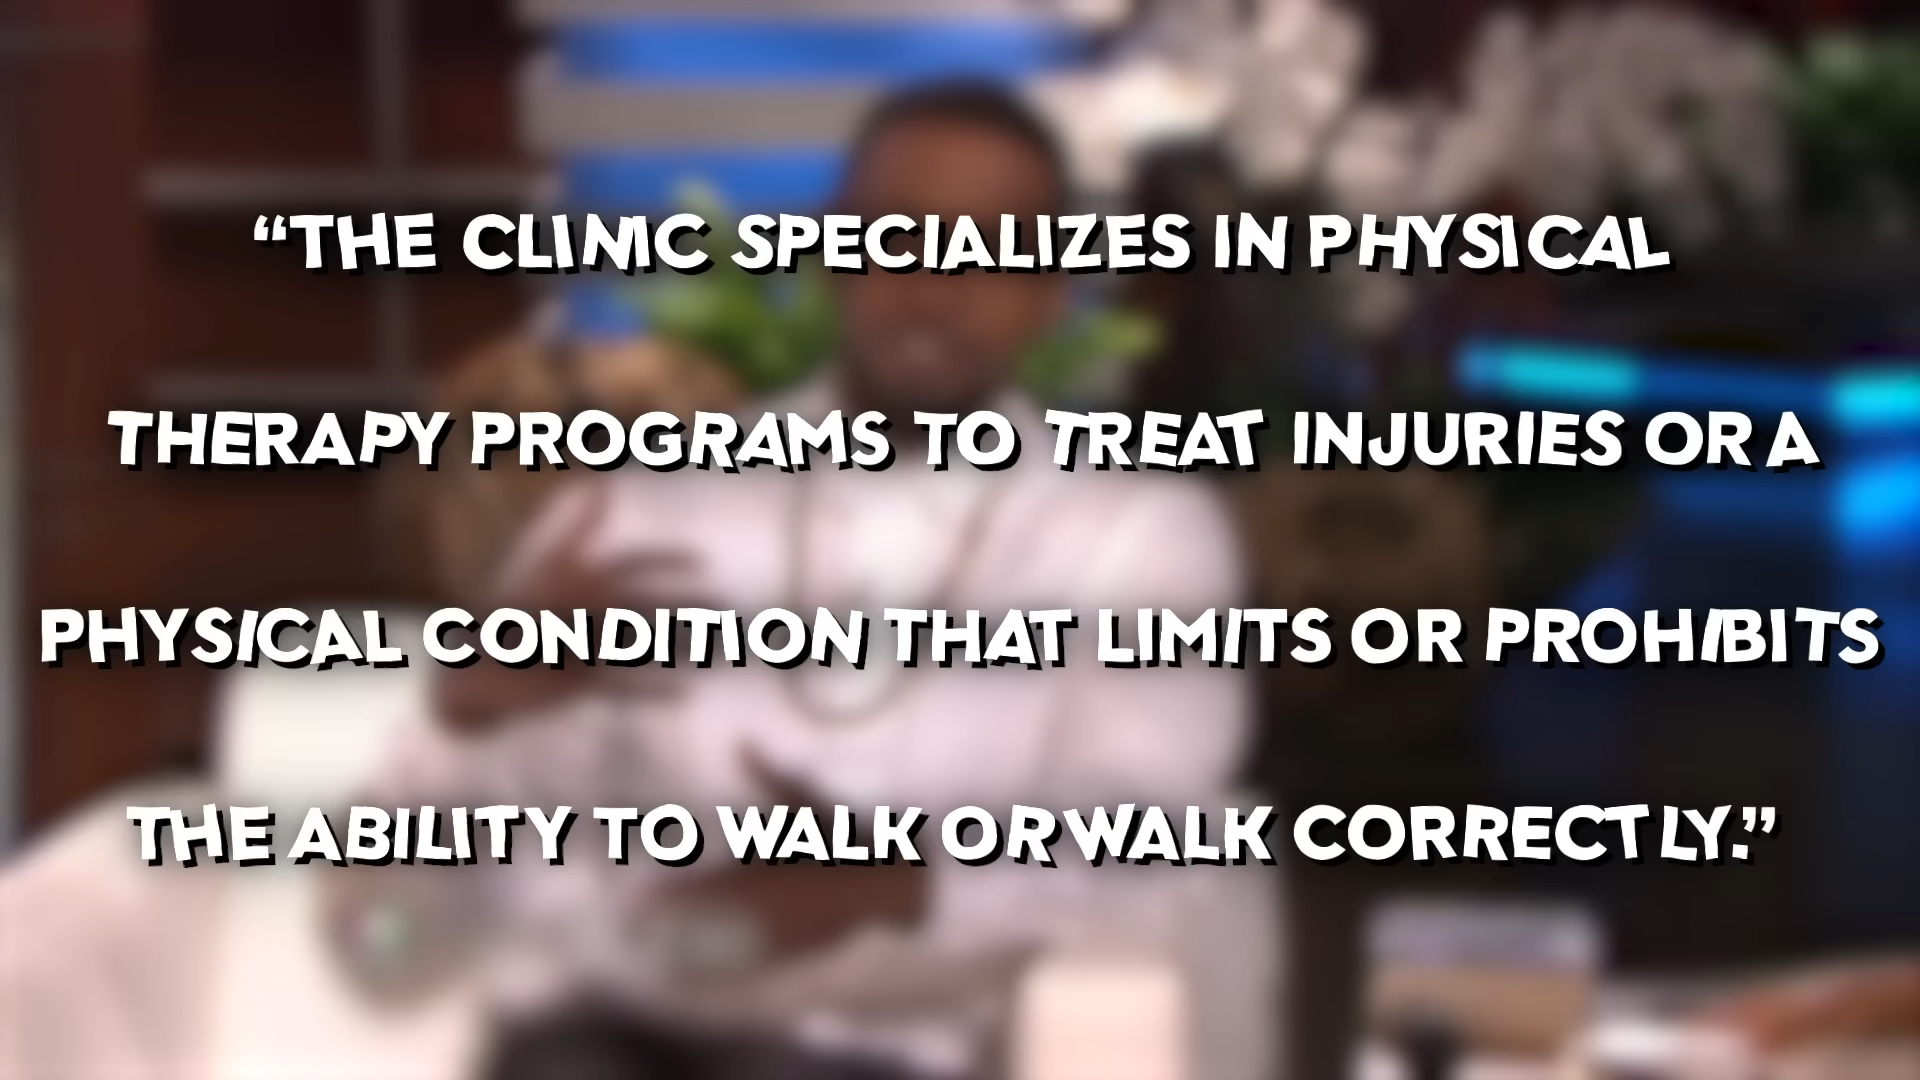 “THE CLINIC SPECIALIZES IN PHYSICAL
THERAPY PROGRAMS TO TREAT INJURIES OR A
PHYSICAL CONDITION THAT LIMITS OR PROHIBITS
THE ABILITY TO WALK OR WALK CORRECTLY.”